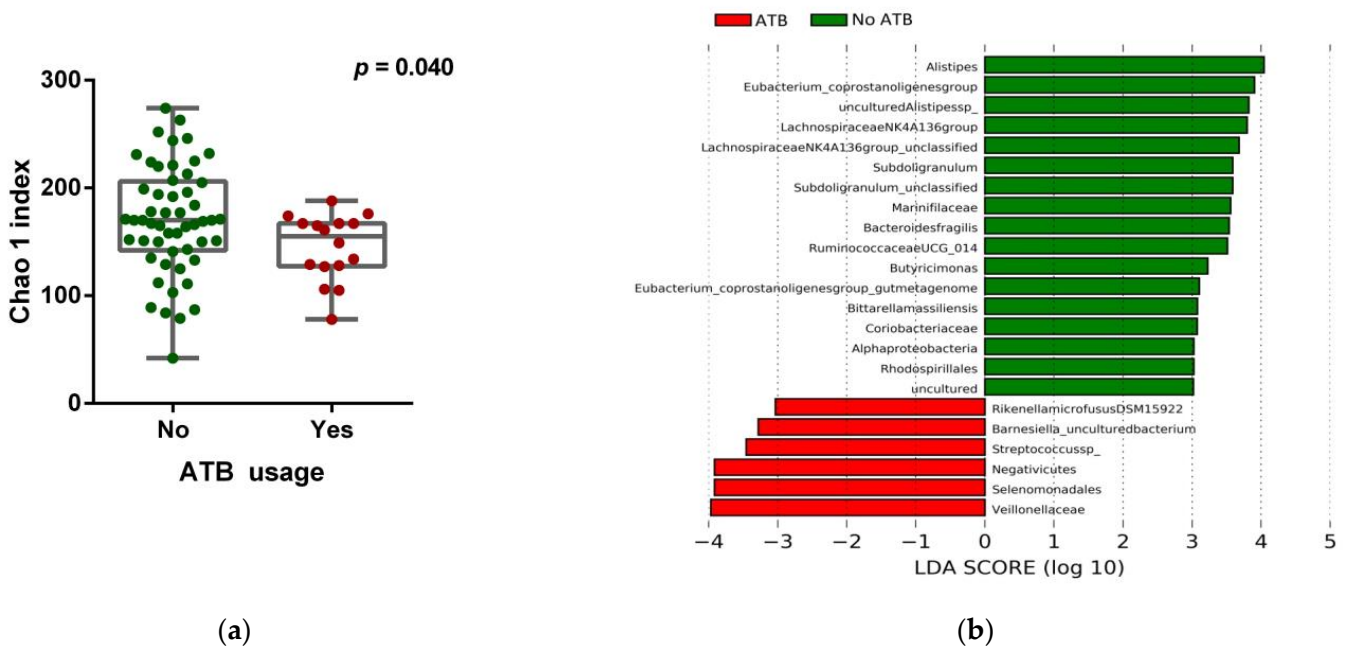 p = 0.040
300
200
100
0
Chao 1 index
No
Yes
ATB usage
(a)
ATB
No ATB
Alistipes
Eubacterium_coprostanoligenesgroup
unculturedAlistipessp_
LachnospiraceaeNK4A136group
LachnospiraceaeNK4A136group_unclassified
Subdoligranulum
Subdoligranulum_unclassified
Marinifilaceae
Bacteroidesfragilis
RuminococcaceaeUCG_014
Butyricimonas
Eubacterium_coprostanoligenesgroup_gutmetagenome
Bittarellamassiliensis
Coriobacteriaceae
Alphaproteobacteria
Rhodospirillales
uncultured
RikenellamicrofususDSM15922
Barnesiella_unculturedbacterium
Streptococcussp_
Negativicutes
Selenomonadales
Veillonellaceae
−4 −3 −2 −1 0 1 2 3 4 5
LDA SCORE (log 10)
(b)